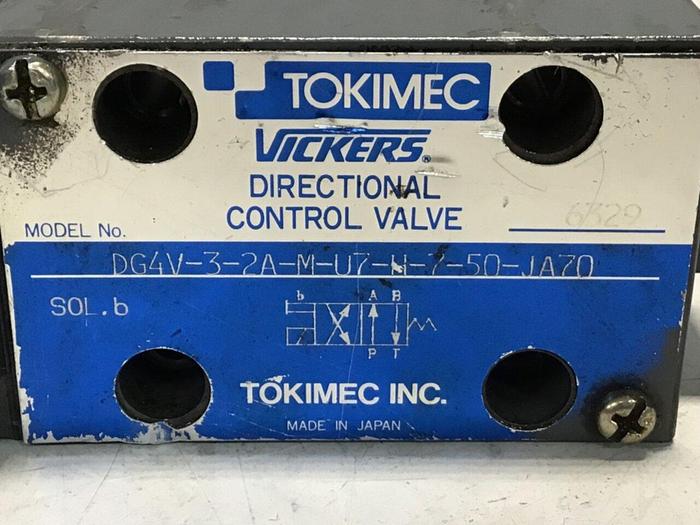 TOKIMEC
VICKERS®
DIRECTIONAL
CONTROL VALVE
6329
MODEL No.
DG4V-3-2A-M-U7-H-7-50-JA70
SOL.b
b A B
P T
TOKIMEC INC.
MADE IN JAPAN